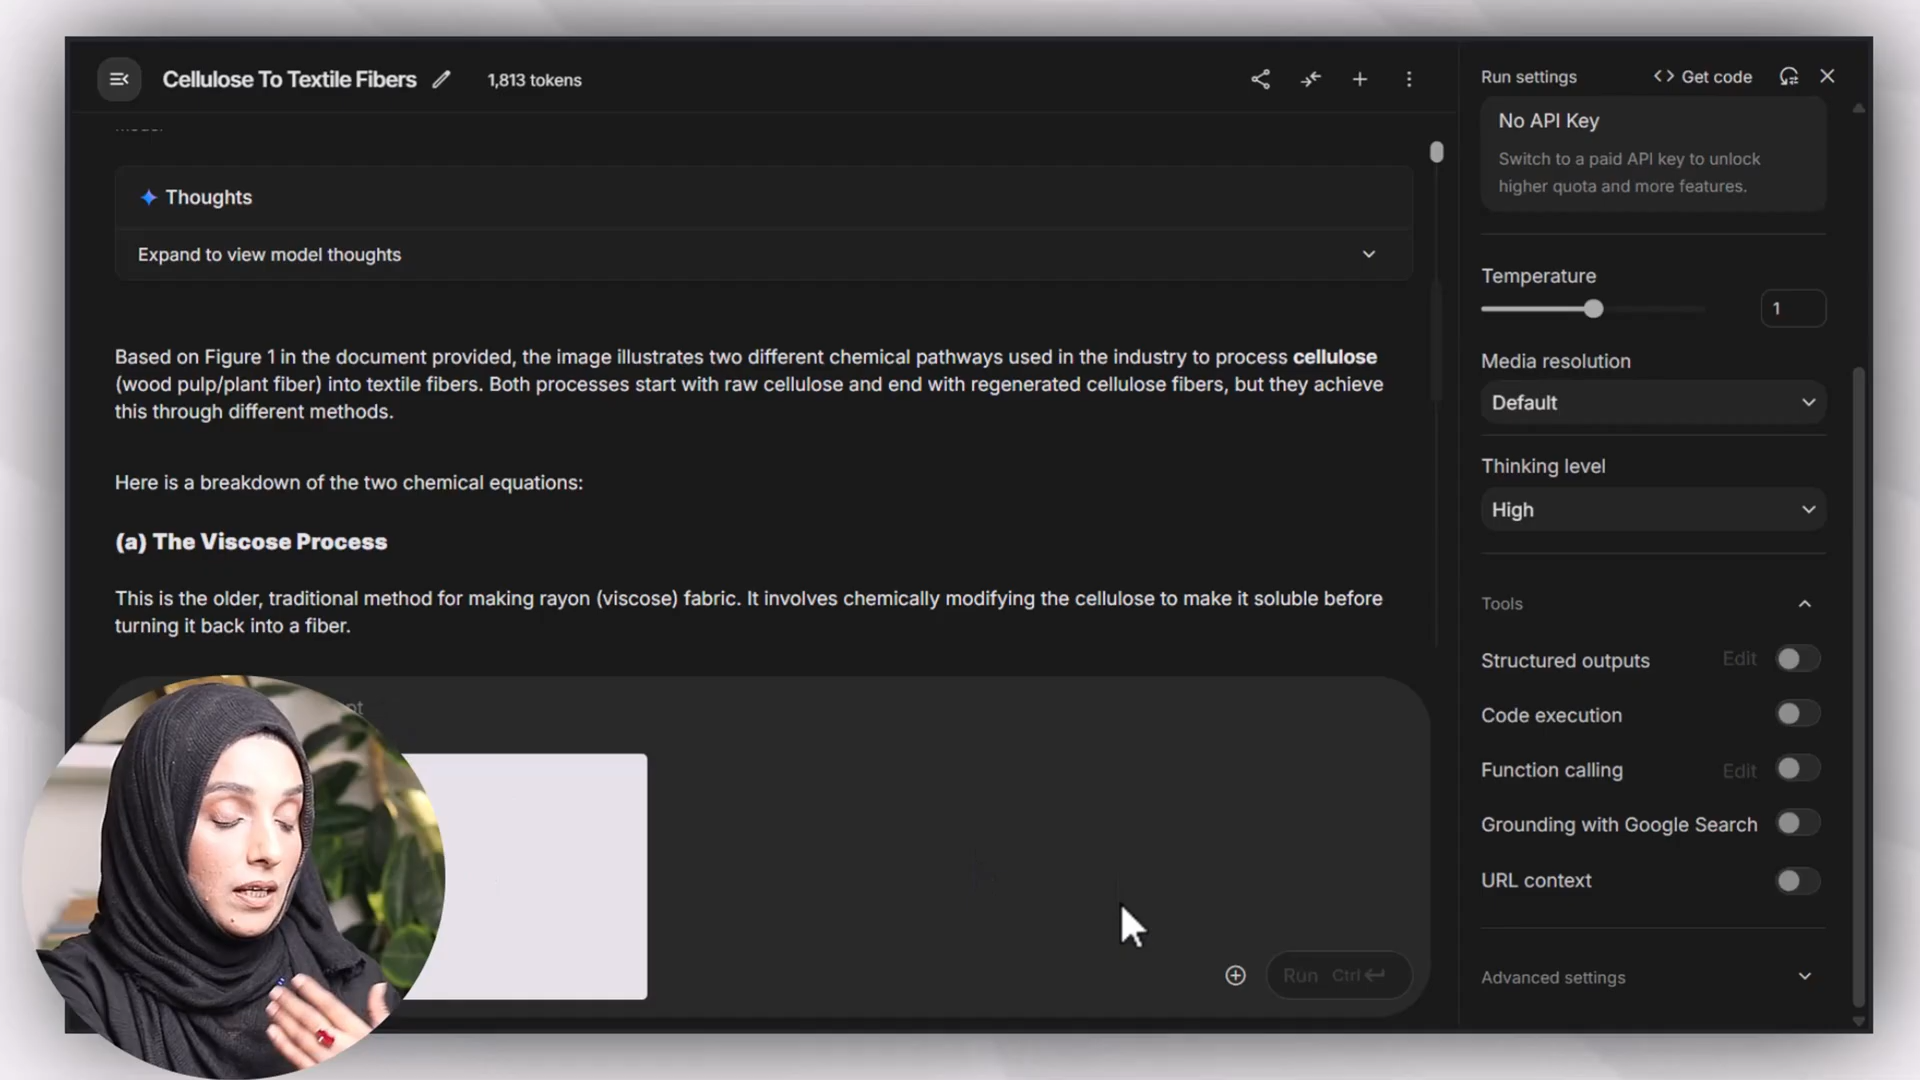 Cellulose To Textile Fibers 1,813 tokens
Thoughts
Expand to view model thoughts
Based on Figure 1 in the document provided, the image illustrates two different chemical pathways used in the industry to process cellulose
(wood pulp/plant fiber) into textile fibers. Both processes start with raw cellulose and end with regenerated cellulose fibers, but they achieve
this through different methods.
Here is a breakdown of the two chemical equations:
(a) The Viscose Process
This is the older, traditional method for making rayon (viscose) fabric. It involves chemically modifying the cellulose to make it soluble before
turning it back into a fiber.
Run Ctrl
Run settings <> Get code
No API Key
Switch to a paid API key to unlock
higher quota and more features.
Temperature
1
Media resolution
Default
Thinking level
High
Tools
Structured outputs Edit
Code execution
Function calling Edit
Grounding with Google Search
URL context
Advanced settings